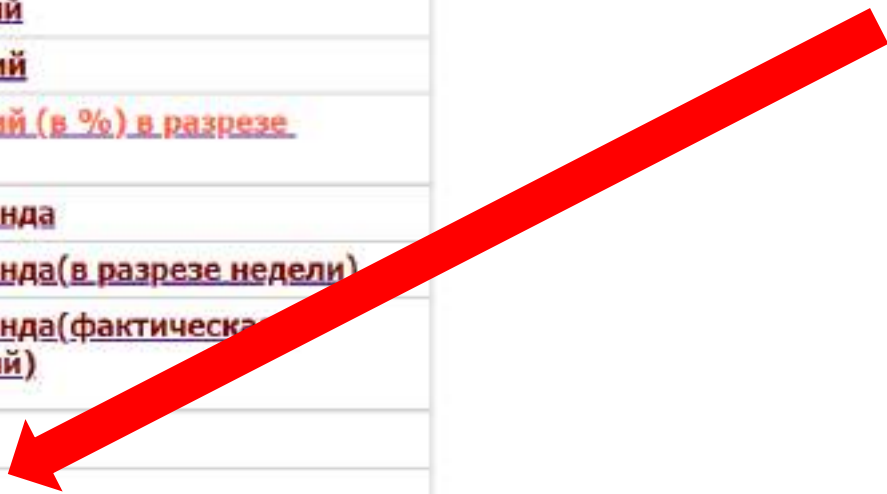 ий
ий
ий (в %) в разрезе
нда
нда(в разрезе недели)
нда(фактическа
ий)